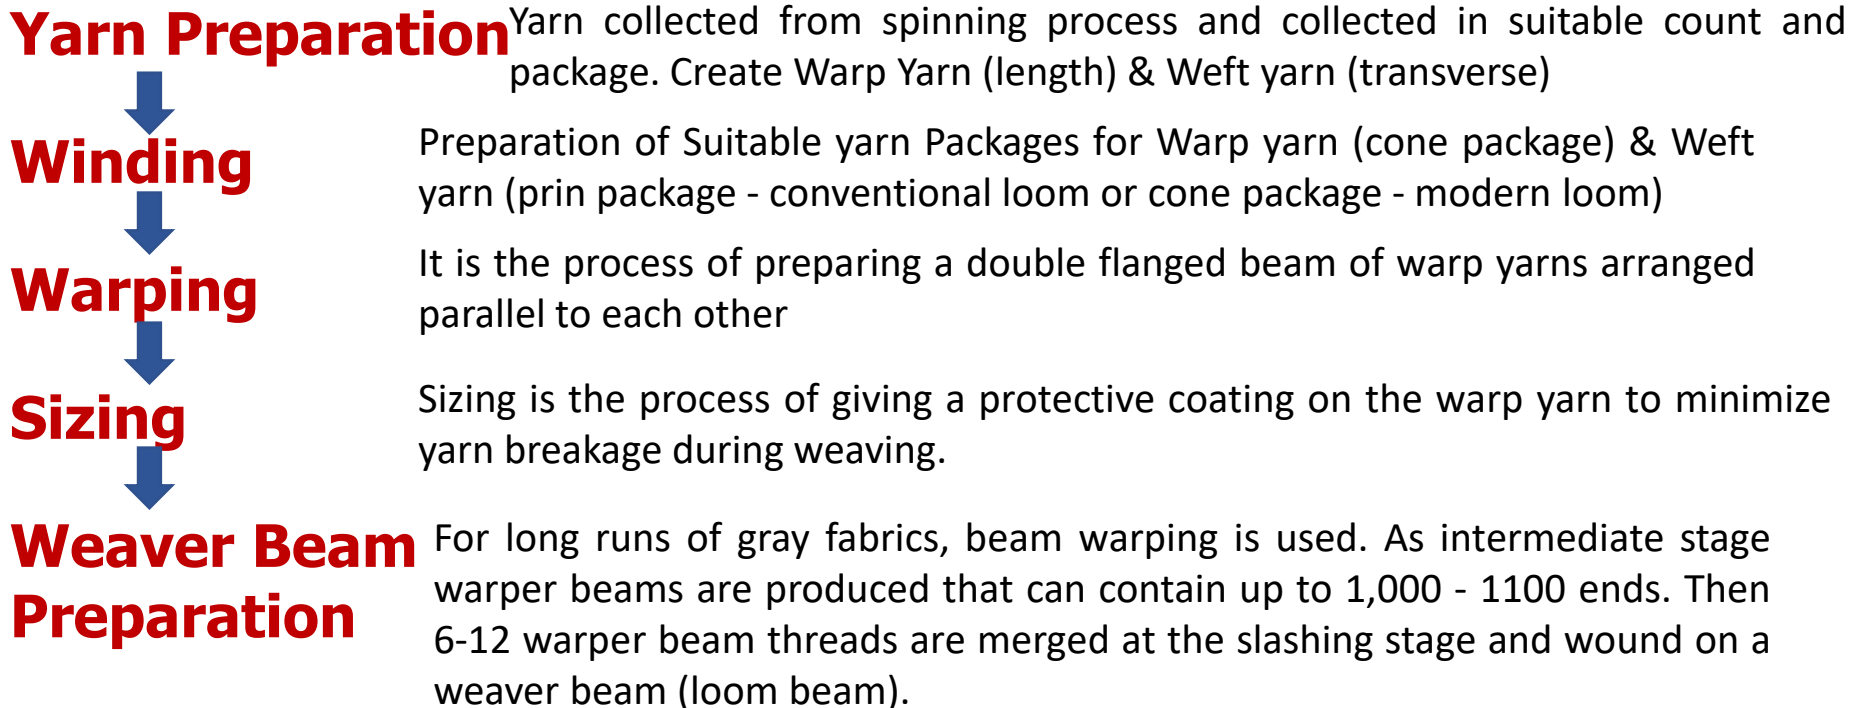 Yarn Preparation
Yarn collected from spinning process and collected in suitable count and
package. Create Warp Yarn (length) & Weft yarn (transverse)
Winding
Preparation of Suitable yarn Packages for Warp yarn (cone package) & Weft
yarn (prin package - conventional loom or cone package - modern loom)
Warping
It is the process of preparing a double flanged beam of warp yarns arranged
parallel to each other
Sizing
Sizing is the process of giving a protective coating on the warp yarn to minimize
yarn breakage during weaving.
Weaver Beam
Preparation
For long runs of gray fabrics, beam warping is used. As intermediate stage
warper beams are produced that can contain up to 1,000 - 1100 ends. Then
6-12 warper beam threads are merged at the slashing stage and wound on a
weaver beam (loom beam).